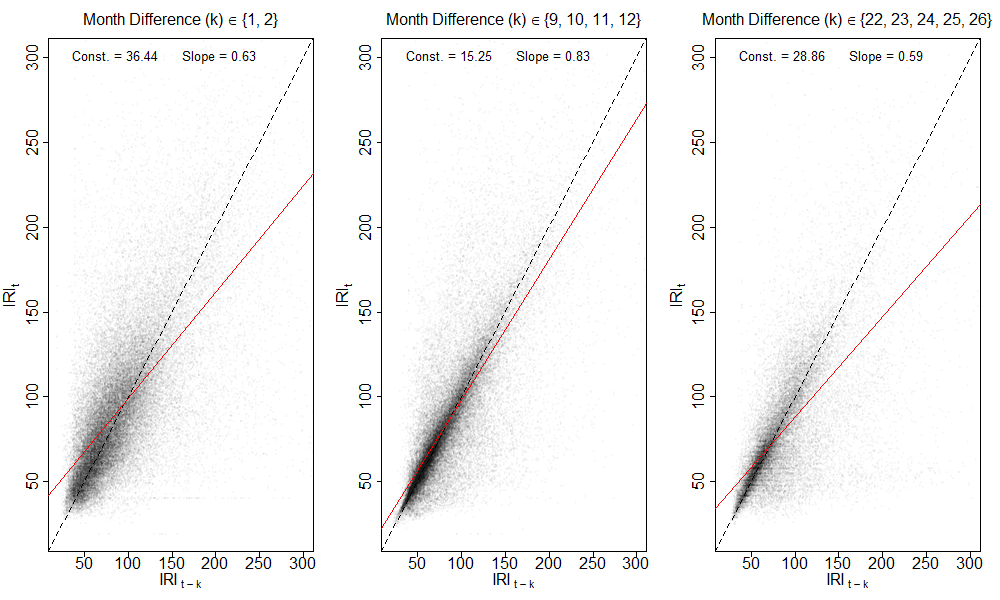 Month Difference (k) ∈ {1, 2}
Const. = 36.44 Slope = 0.63
300
250
200
150
100
50
IRI t
50 100 150 200 250 300
IRI t − k
Month Difference (k) ∈ {9, 10, 11, 12}
Const. = 15.25 Slope = 0.83
300
250
200
150
100
50
IRI t
50 100 150 200 250 300
IRI t − k
Month Difference (k) ∈ {22, 23, 24, 25, 26}
Const. = 28.86 Slope = 0.59
300
250
200
150
100
50
IRI t
50 100 150 200 250 300
IRI t − k